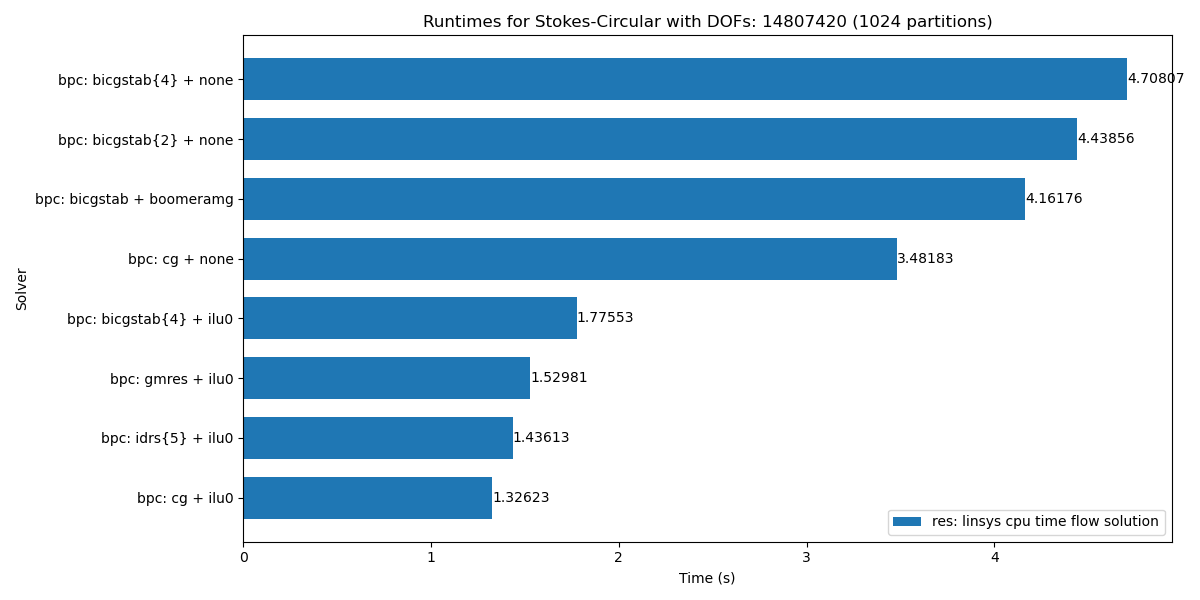 Runtimes for Stokes-Circular with DOFs: 14807420 (1024 partitions)
bpc: bicgstab{4} + none
4.70807
bpc: bicgstab{2} + none
4.43856
bpc: bicgstab + boomeramg
4.16176
bpc: cg + none
3.48183
bpc: bicgstab{4} + ilu0
1.77553
bpc: gmres + ilu0
1.52981
bpc: idrs{5} + ilu0
1.43613
bpc: cg + ilu0
1.32623
Solver
res: linsys cpu time flow solution
0 1 2 3 4
Time (s)